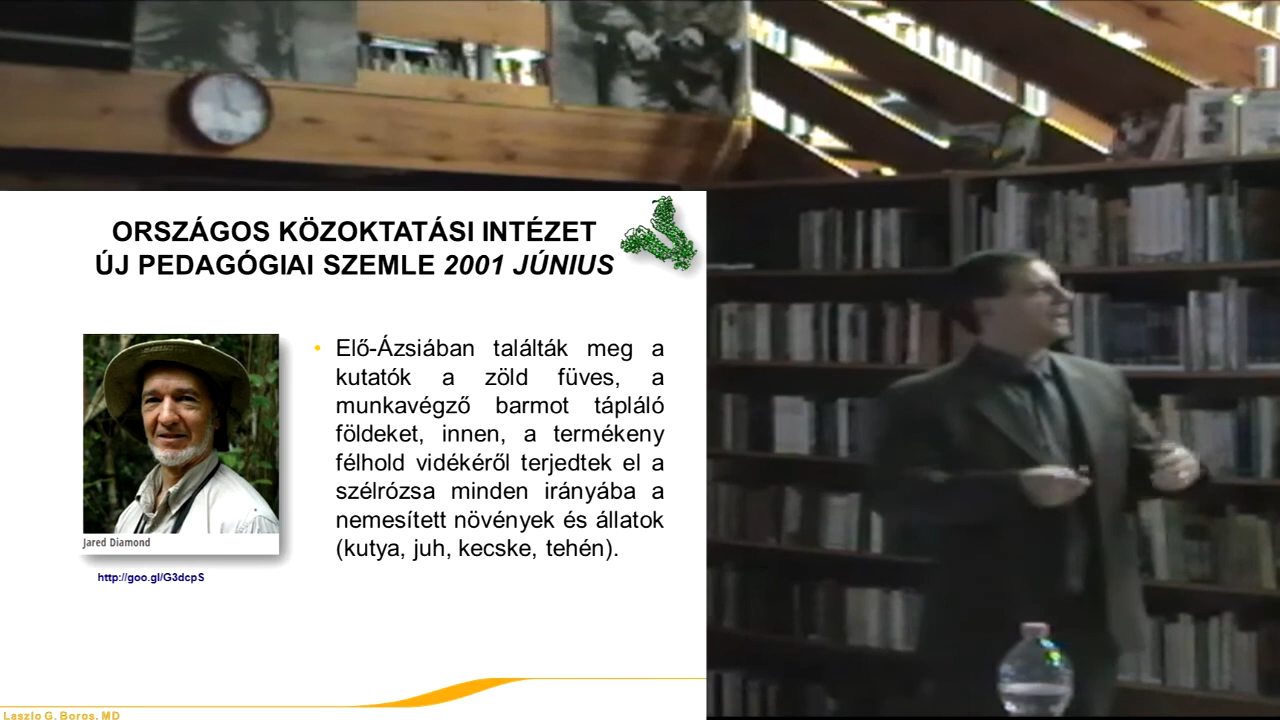 ORSZÁGOS KÖZOKTATÁSI INTÉZET
ÚJ PEDAGÓGIAI SZEMLE 2001 JÚNIUS
• Elő-Ázsiában találták meg a
kutatók a zöld füves, a
munkavégző barmot tápláló
földeket, innen, a termékeny
félhold vidékéről terjedtek el a
szélrózsa minden irányába a
nemesített növények és állatok
(kutya, juh, kecske, tehén).
Jared Diamond
http://goo.gl/G3dcpS
Laszlo G. Boros, MD